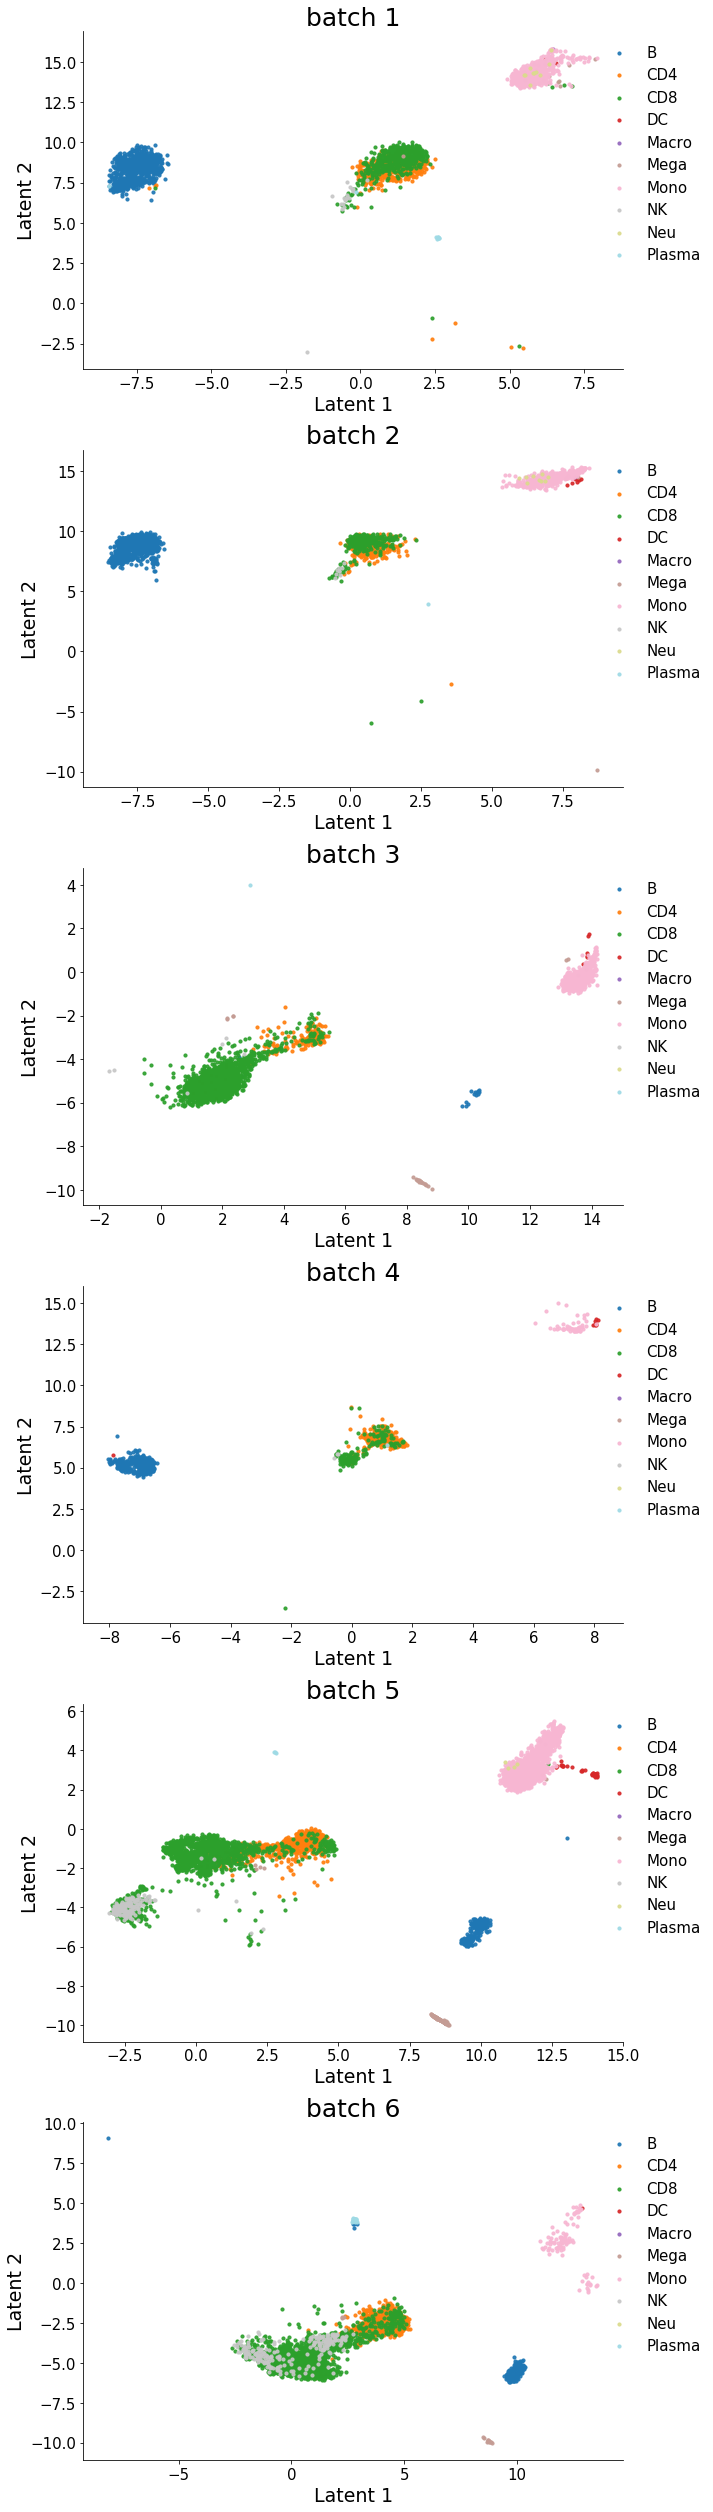 batch 1
15.0
12.5
10.0
7.5
5.0
2.5
0.0
−2.5
Latent 2
−7.5 −5.0 −2.5 0.0 2.5 5.0 7.5
Latent 1
B
CD4
CD8
DC
Macro
Mega
Mono
NK
Neu
Plasma
batch 2
15
10
5
0
−5
−10
Latent 2
−7.5 −5.0 −2.5 0.0 2.5 5.0 7.5
Latent 1
B
CD4
CD8
DC
Macro
Mega
Mono
NK
Neu
Plasma
batch 3
4
2
0
−2
−4
−6
−8
−10
Latent 2
−2 0 2 4 6 8 10 12 14
Latent 1
B
CD4
CD8
DC
Macro
Mega
Mono
NK
Neu
Plasma
batch 4
15.0
12.5
10.0
7.5
5.0
2.5
0.0
−2.5
Latent 2
−8 −6 −4 −2 0 2 4 6 8
Latent 1
B
CD4
CD8
DC
Macro
Mega
Mono
NK
Neu
Plasma
batch 5
6
4
2
0
−2
−4
−6
−8
−10
Latent 2
−2.5 0.0 2.5 5.0 7.5 10.0 12.5 15.0
Latent 1
B
CD4
CD8
DC
Macro
Mega
Mono
NK
Neu
Plasma
batch 6
10.0
7.5
5.0
2.5
0.0
−2.5
−5.0
−7.5
−10.0
Latent 2
−5 0 5 10
Latent 1
B
CD4
CD8
DC
Macro
Mega
Mono
NK
Neu
Plasma